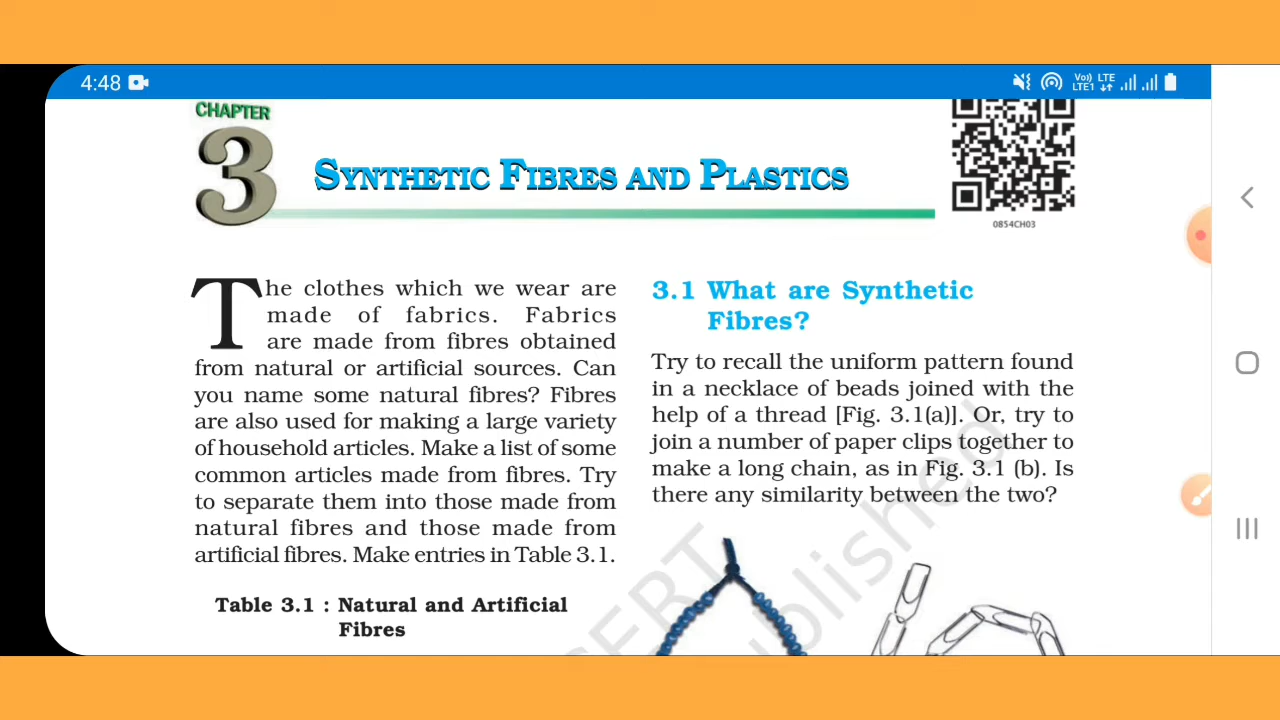 4:48
Vo)) LTE
LTE1
CHAPTER
3
SYNTHETIC FIBRES AND PLASTICS
0854CH03
The clothes which we wear are
made of fabrics. Fabrics
are made from fibres obtained
from natural or artificial sources. Can
you name some natural fibres? Fibres
are also used for making a large variety
of household articles. Make a list of some
common articles made from fibres. Try
to separate them into those made from
natural fibres and those made from
artificial fibres. Make entries in Table 3.1.
Table 3.1 : Natural and Artificial
Fibres
3.1 What are Synthetic
Fibres?
Try to recall the uniform pattern found
in a necklace of beads joined with the
help of a thread [Fig. 3.1(a)]. Or, try to
join a number of paper clips together to
make a long chain, as in Fig. 3.1 (b). Is
there any similarity between the two?